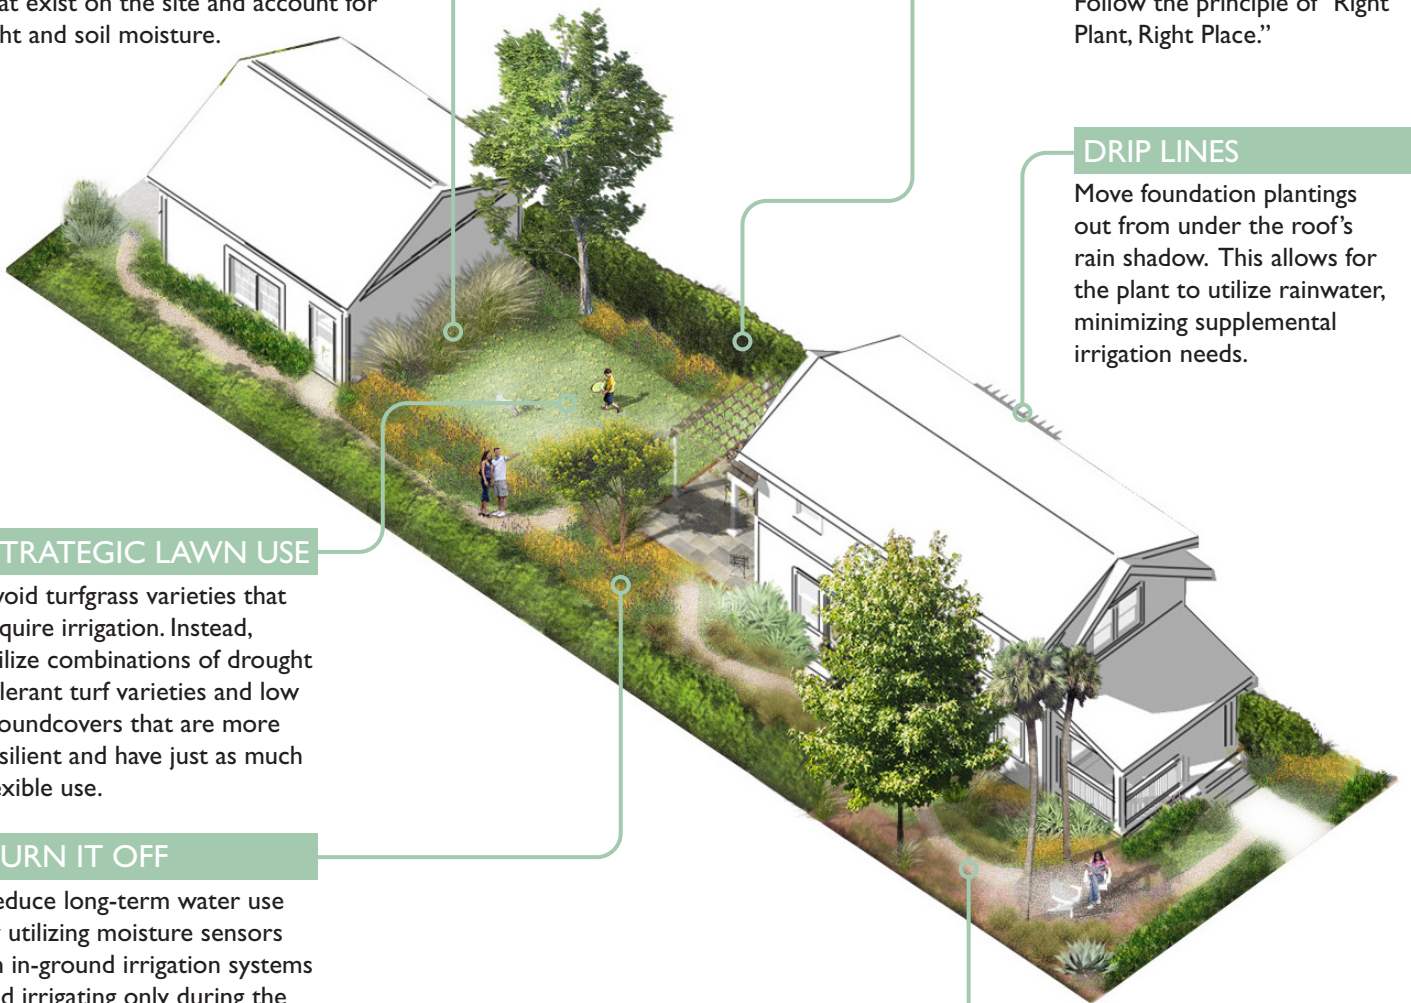 at exist on the site and account for
ht and soil moisture.
Follow the principle of “Right
Plant, Right Place.”
DRIP LINES
Move foundation plantings
out from under the roof’s
rain shadow. This allows for
the plant to utilize rainwater,
minimizing supplemental
irrigation needs.
TRATEGIC LAWN USE
void turfgrass varieties that
quire irrigation. Instead,
ilize combinations of drought
lerant turf varieties and low
oundcovers that are more
silient and have just as much
exible use.
URN IT OFF
educe long-term water use
utilizing moisture sensors
in-ground irrigation systems
d irrigating only during the